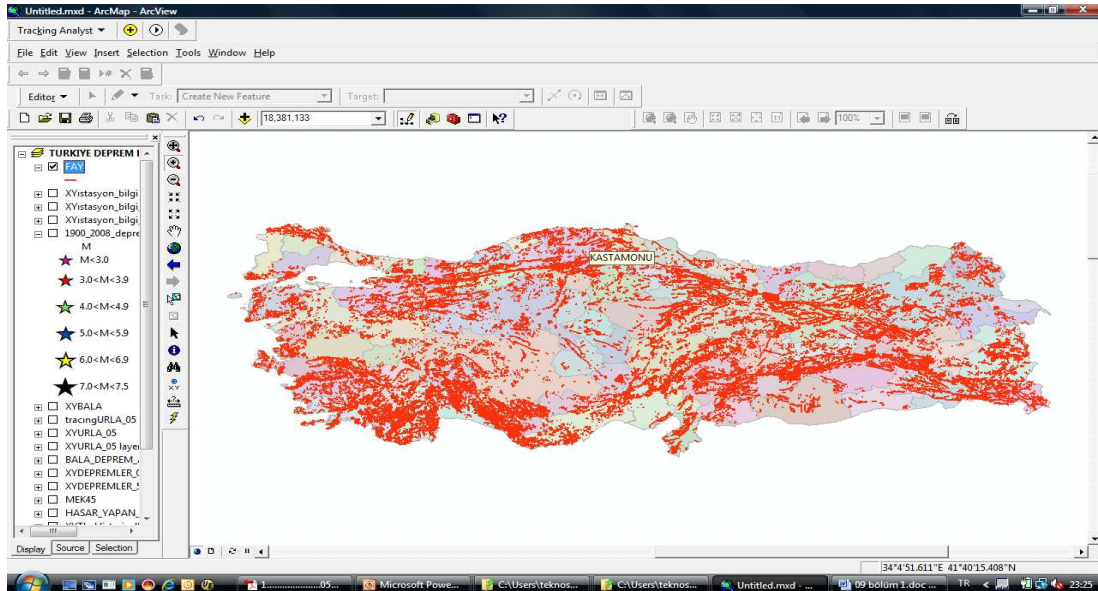 Untitled.mxd - ArcMap - ArcView
Tracking Analyst
File Edit View Insert Selection Tools Window Help
Editor Task: Create New Feature Target:
18,381,133 100%
TURKIYE DEPREM
FAY
XYistasyon_bilgi
XYistasyon_bilgi
XYistasyon_bilgi
1900_2008_depre
M
M<3.0
3.0<M<3.9
4.0<M<4.9
5.0<M<5.9
6.0<M<6.9
7.0<M<7.5
XYBALA
tracingURLA_05
XYURLA_05
XYURLA_05 layer
BALA_DEPREM_
XYDEPREMLER_
XYDEPREMLER_
MEK45
HASAR_YAPAN_
KASTAMONU
Display Source Selection
34°4'51.611"E 41°40'15.408"N
1.....................05... Microsoft Powe... C:\Users\teknos... C:\Users\teknos... Untitled.mxd - ... 09 bölüm 1.doc ... TR 23:25